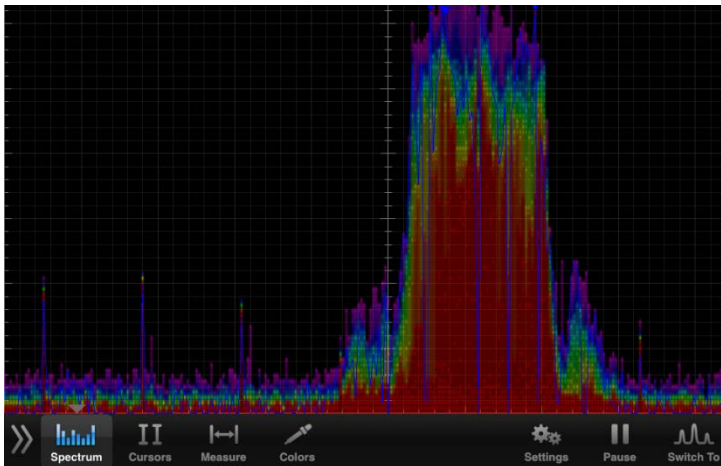 Spectrum
Cursors
Measure
Colors
Settings
Pause
Switch To